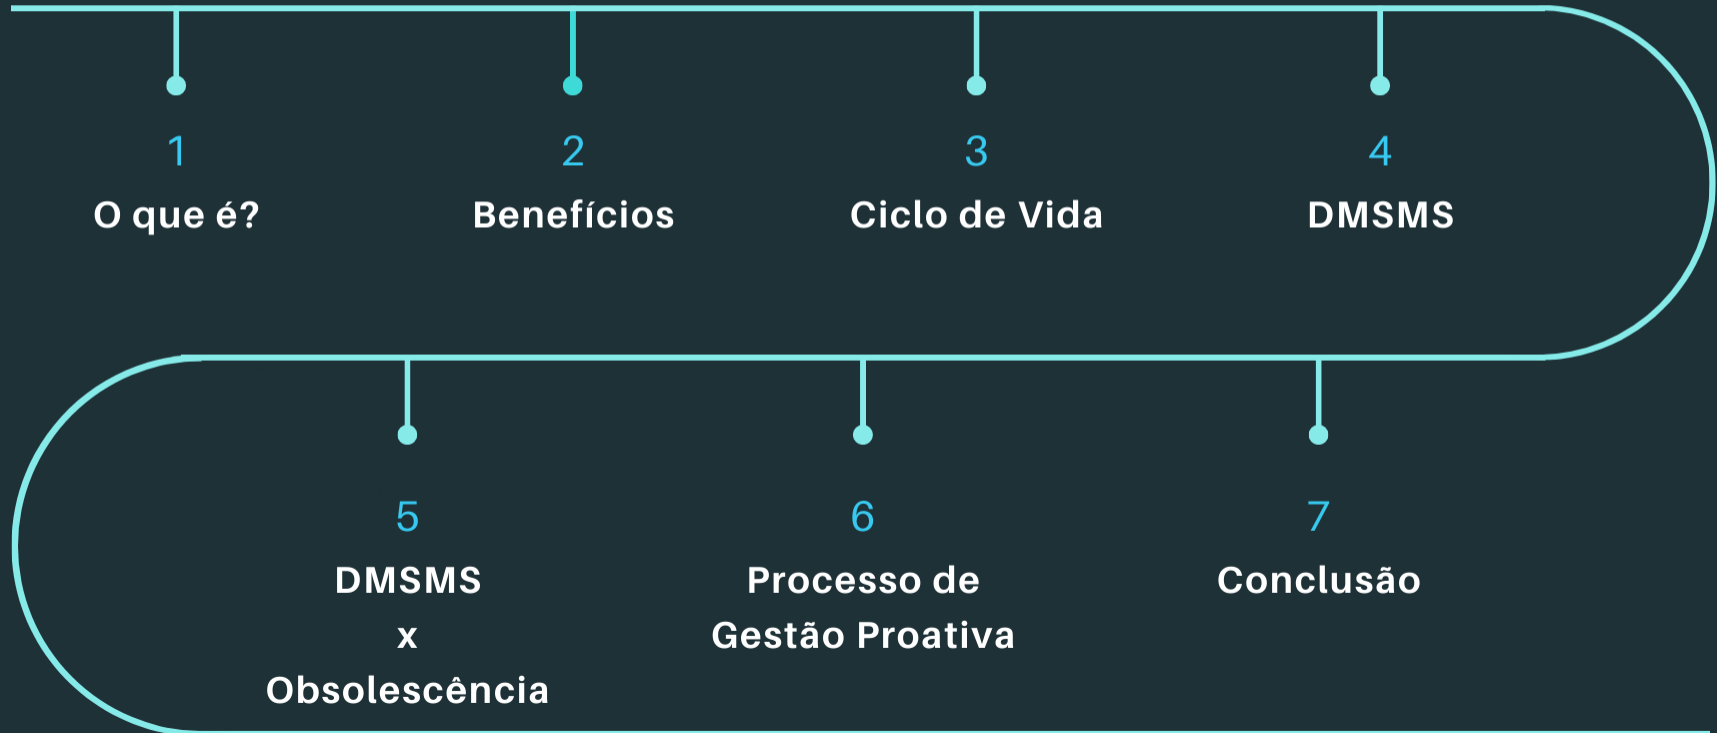 1
O que é?
2
Benefícios
3
Ciclo de Vida
4
DMSMS
5
DMSMS
x
Obsolescência
6
Processo de
Gestão Proativa
7
Conclusão